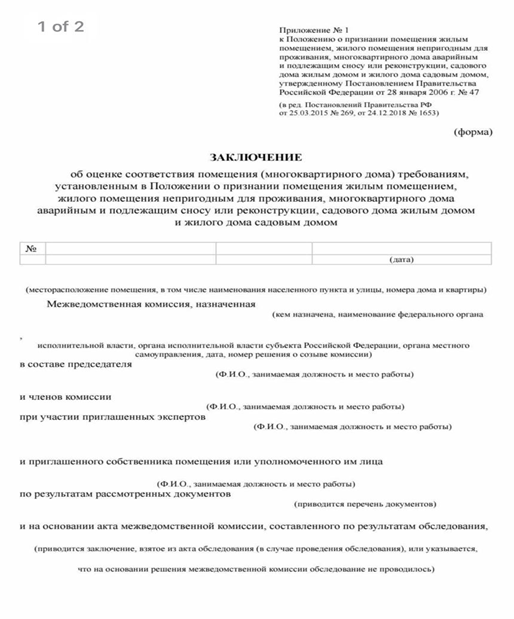 1 of 2
Приложение № 1
к Положению о признании помещения жилым
помещением, жилого помещения непригодным для
проживания, многоквартирного дома аварийным
и подлежащим сносу или реконструкции, садового
дома жилым домом и жилого дома садовым домом,
утвержденному Постановлением Правительства
Российской Федерации от 28 января 2006 г. № 47
(в ред. Постановлений Правительства РФ
от 25.03.2015 № 269, от 24.12.2018 № 1653)
(форма)
ЗАКЛЮЧЕНИЕ
об оценке соответствия помещения (многоквартирного дома) требованиям,
установленным в Положении о признании помещения жилым помещением,
жилого помещения непригодным для проживания, многоквартирного дома
аварийным и подлежащим сносу или реконструкции, садового дома жилым домом
и жилого дома садовым домом
№
(дата)
(месторасположение помещения, в том числе наименования населенного пункта и улицы, номера дома и квартиры)
Межведомственная комиссия, назначенная
(кем назначена, наименование федерального органа
,
исполнительной власти, органа исполнительной власти субъекта Российской Федерации, органа местного
самоуправления, дата, номер решения о созыве комиссии)
в составе председателя
(Ф.И.О., занимаемая должность и место работы)
и членов комиссии
(Ф.И.О., занимаемая должность и место работы)
при участии приглашенных экспертов
(Ф.И.О., занимаемая должность и место работы)
и приглашенного собственника помещения или уполномоченного им лица
(Ф.И.О., занимаемая должность и место работы)
по результатам рассмотренных документов
(приводится перечень документов)
и на основании акта межведомственной комиссии, составленного по результатам обследования,
(приводится заключение, взятое из акта обследования (в случае проведения обследования), или указывается,
что на основании решения межведомственной комиссии обследование не проводилось)